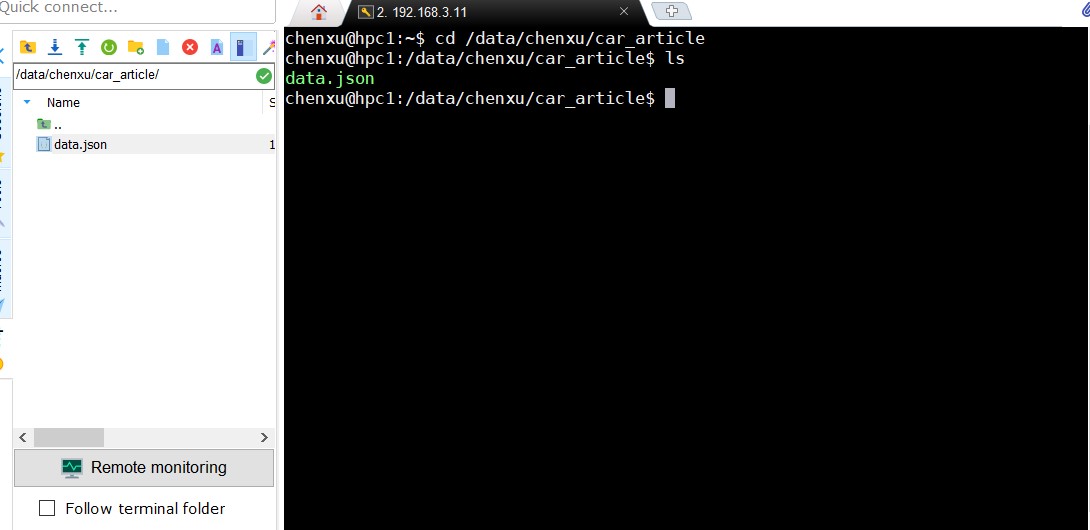 Quick connect...
2. 192.168.3.11
/data/chenxu/car_article/
Name
..
data.json
1
Remote monitoring
Follow terminal folder
chenxu@hpc1:~$ cd /data/chenxu/car_article
chenxu@hpc1:/data/chenxu/car_article$ ls
data.json
chenxu@hpc1:/data/chenxu/car_article$